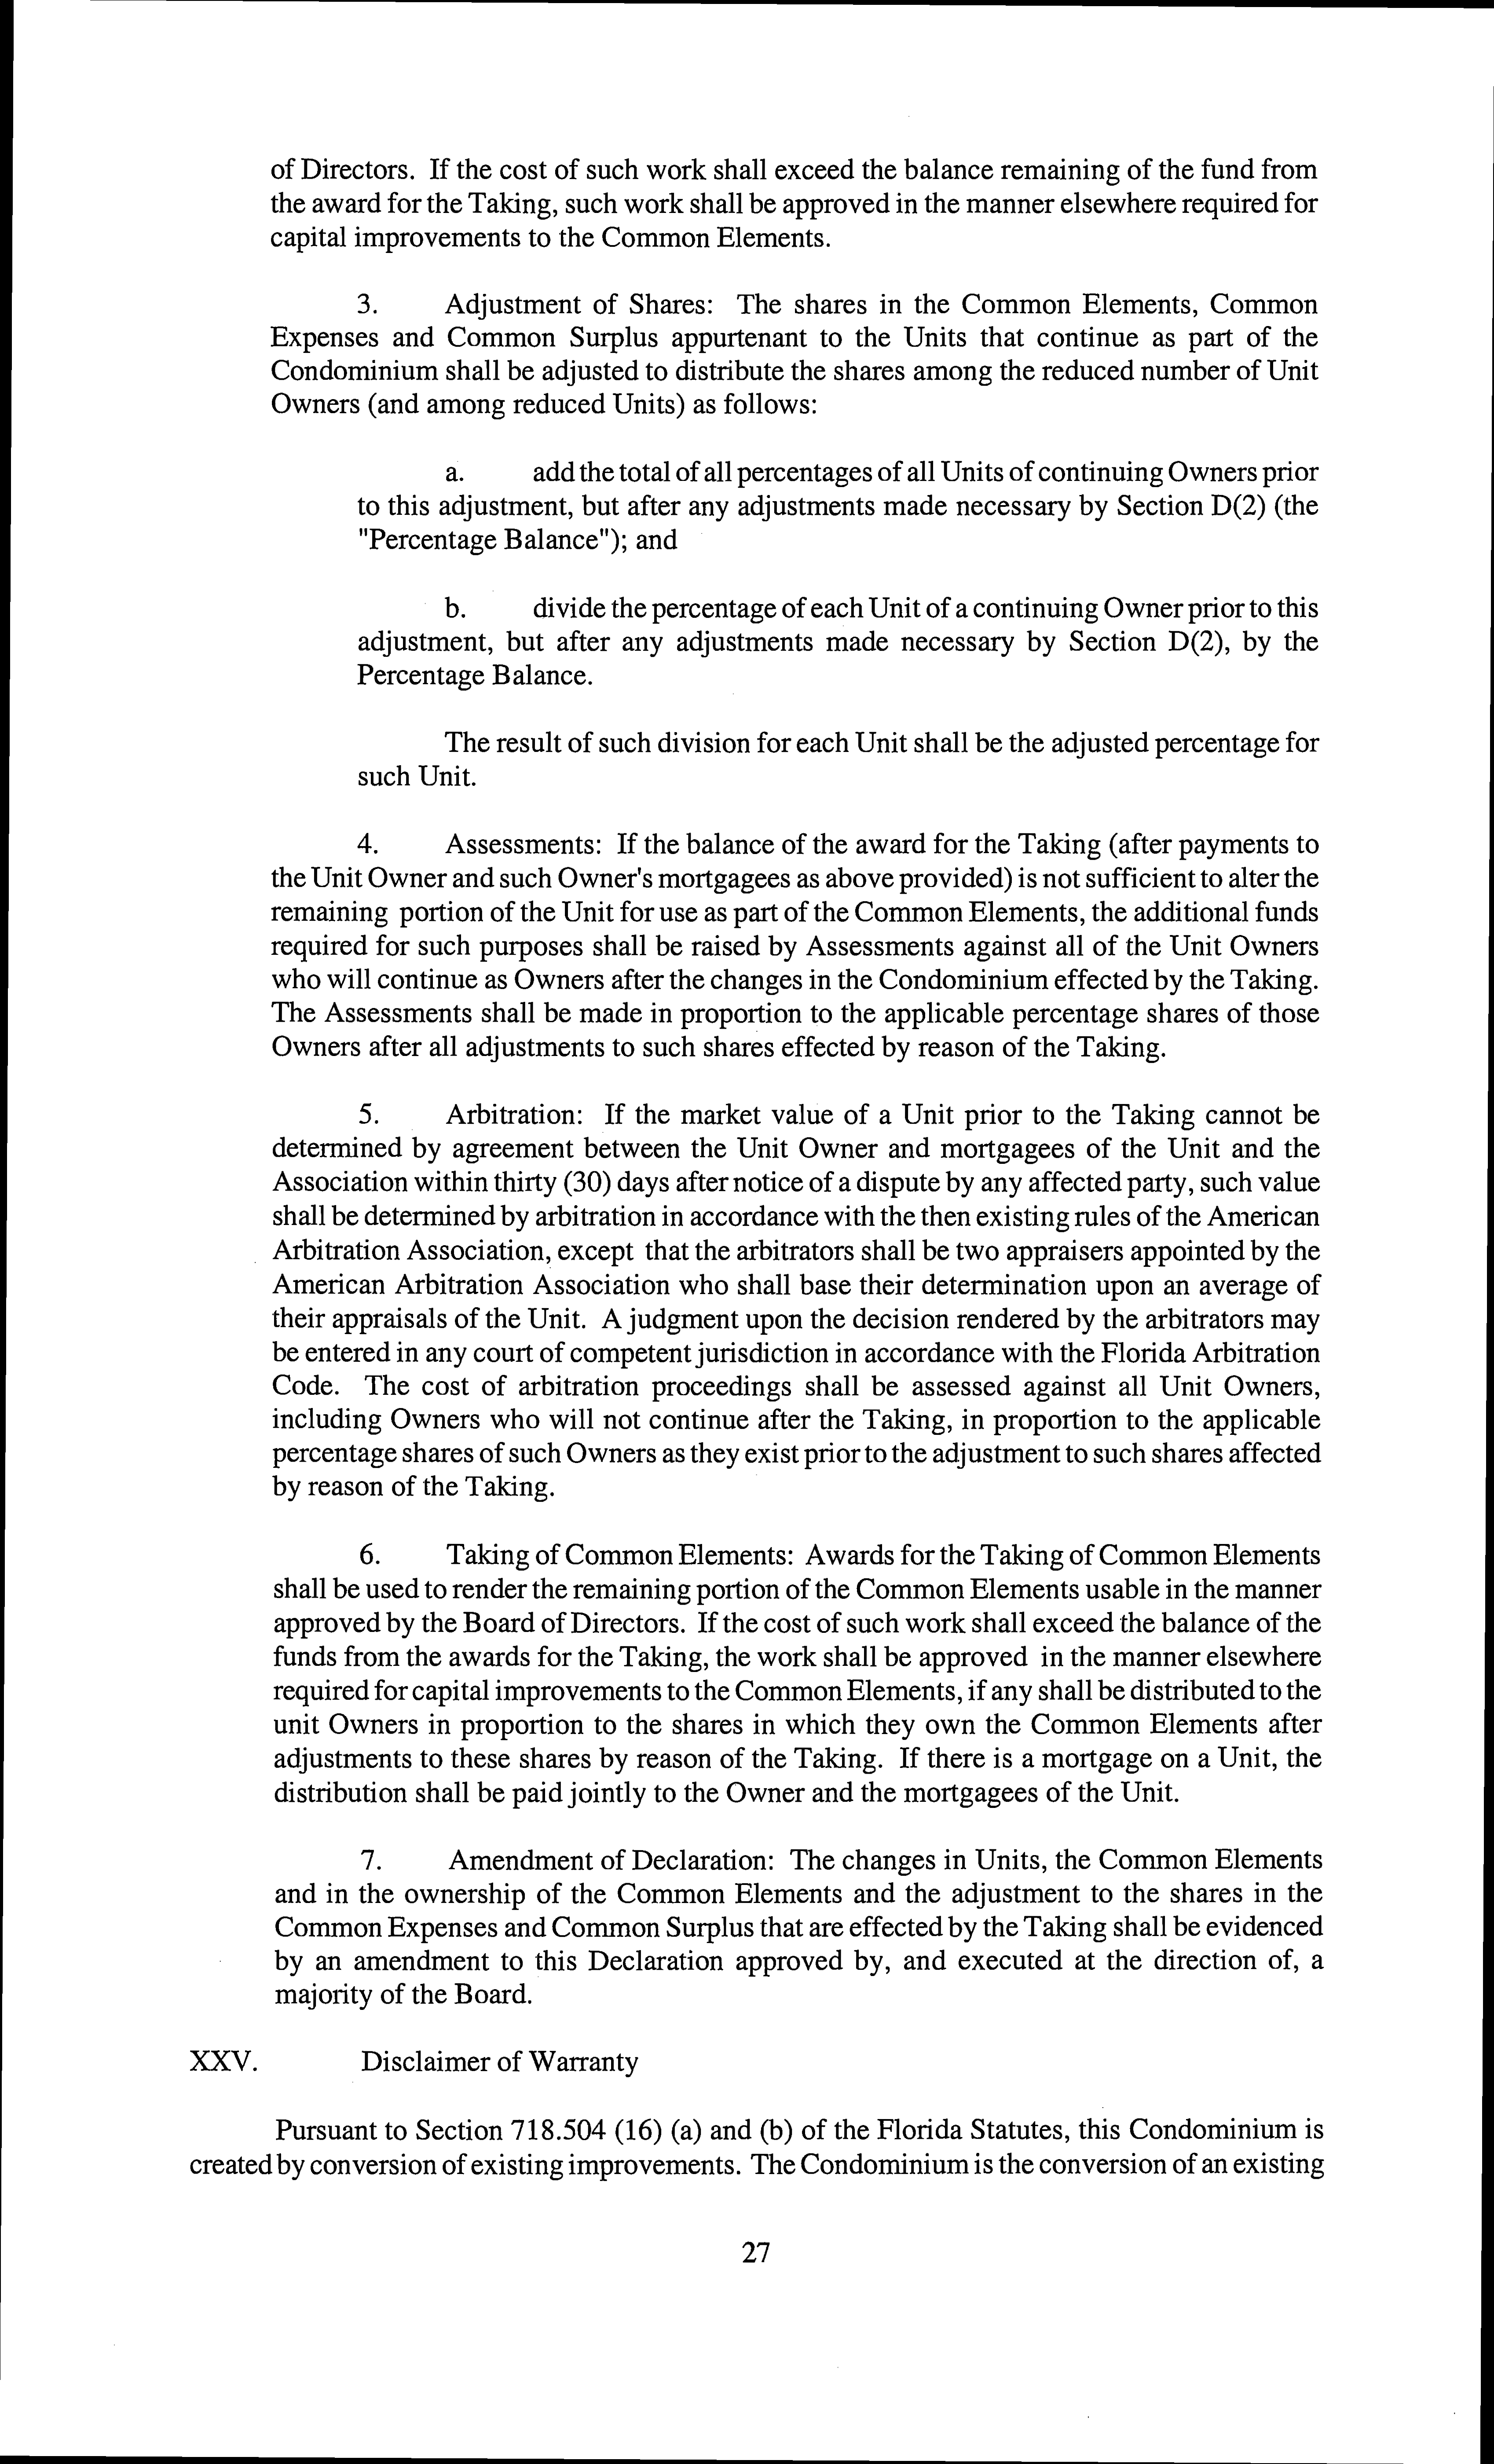 of Directors. If the cost of such work shall exceed the balance remaining of the fund from
the award for the Taking, such work shall be approved in the manner elsewhere required for
capital improvements to the Common Elements.
3. Adjustment of Shares: The shares in the Common Elements, Common
Expenses and Common Surplus appurtenant to the Units that continue as part of the
Condominium shall be adjusted to distribute the shares among the reduced number of Unit
Owners (and among reduced Units) as follows:
a. add the total of all percentages of all Units of continuing Owners prior
to this adjustment, but after any adjustments made necessary by Section D(2) (the
"Percentage Balance"); and
b. divide the percentage of each Unit of a continuing Owner prior to this
adjustment, but after any adjustments made necessary by Section D(2), by the
Percentage Balance.
The result of such division for each Unit shall be the adjusted percentage for
such Unit.
4. Assessments: If the balance of the award for the Taking (after payments to
the Unit Owner and such Owner's mortgagees as above provided) is not sufficient to alter the
remaining portion of the Unit for use as part of the Common Elements, the additional funds
required for such purposes shall be raised by Assessments against all of the Unit Owners
who will continue as Owners after the changes in the Condominium effected by the Taking.
The Assessments shall be made in proportion to the applicable percentage shares of those
Owners after all adjustments to such shares effected by reason of the Taking.
5. Arbitration: If the market value of a Unit prior to the Taking cannot be
determined by agreement between the Unit Owner and mortgagees of the Unit and the
Association within thirty (30) days after notice of a dispute by any affected party, such value
shall be determined by arbitration in accordance with the then existing rules of the American
Arbitration Association, except that the arbitrators shall be two appraisers appointed by the
American Arbitration Association who shall base their determination upon an average of
their appraisals of the Unit. A judgment upon the decision rendered by the arbitrators may
be entered in any court of competent jurisdiction in accordance with the Florida Arbitration
Code. The cost of arbitration proceedings shall be assessed against all Unit Owners,
including Owners who will not continue after the Taking, in proportion to the applicable
percentage shares of such Owners as they exist prior to the adjustment to such shares affected
by reason of the Taking.
6. Taking of Common Elements: Awards for the Taking of Common Elements
shall be used to render the remaining portion of the Common Elements usable in the manner
approved by the Board of Directors. If the cost of such work shall exceed the balance of the
funds from the awards for the Taking, the work shall be approved in the manner elsewhere
required for capital improvements to the Common Elements, if any shall be distributed to the
unit Owners in proportion to the shares in which they own the Common Elements after
adjustments to these shares by reason of the Taking. If there is a mortgage on a Unit, the
distribution shall be paid jointly to the Owner and the mortgagees of the Unit.
7. Amendment of Declaration: The changes in Units, the Common Elements
and in the ownership of the Common Elements and the adjustment to the shares in the
Common Expenses and Common Surplus that are effected by the Taking shall be evidenced
by an amendment to this Declaration approved by, and executed at the direction of, a
majority of the Board.
XXV. Disclaimer of Warranty
Pursuant to Section 718.504 (16) (a) and (b) of the Florida Statutes, this Condominium is
created by conversion of existing improvements. The Condominium is the conversion of an existing
27